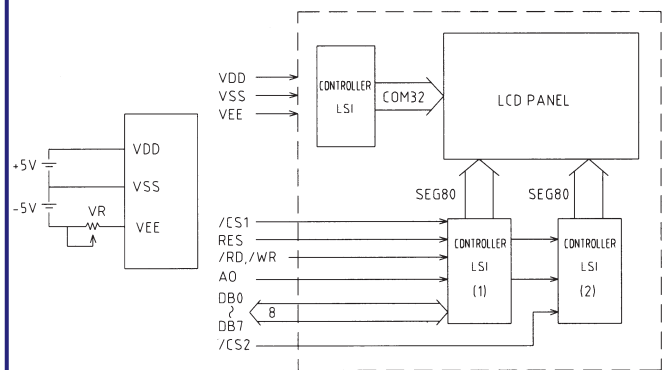 +5V
-5V
VR
VDD
VSS
VEE
VDD
VSS
VEE
CONTROLLER
LSI
COM32
LCD PANEL
SEG80
SEG80
/CS1
RES
/RD,/WR
A0
DB0
~
DB7
8
/CS2
CONTROLLER
LSI
(1)
CONTROLLER
LSI
(2)